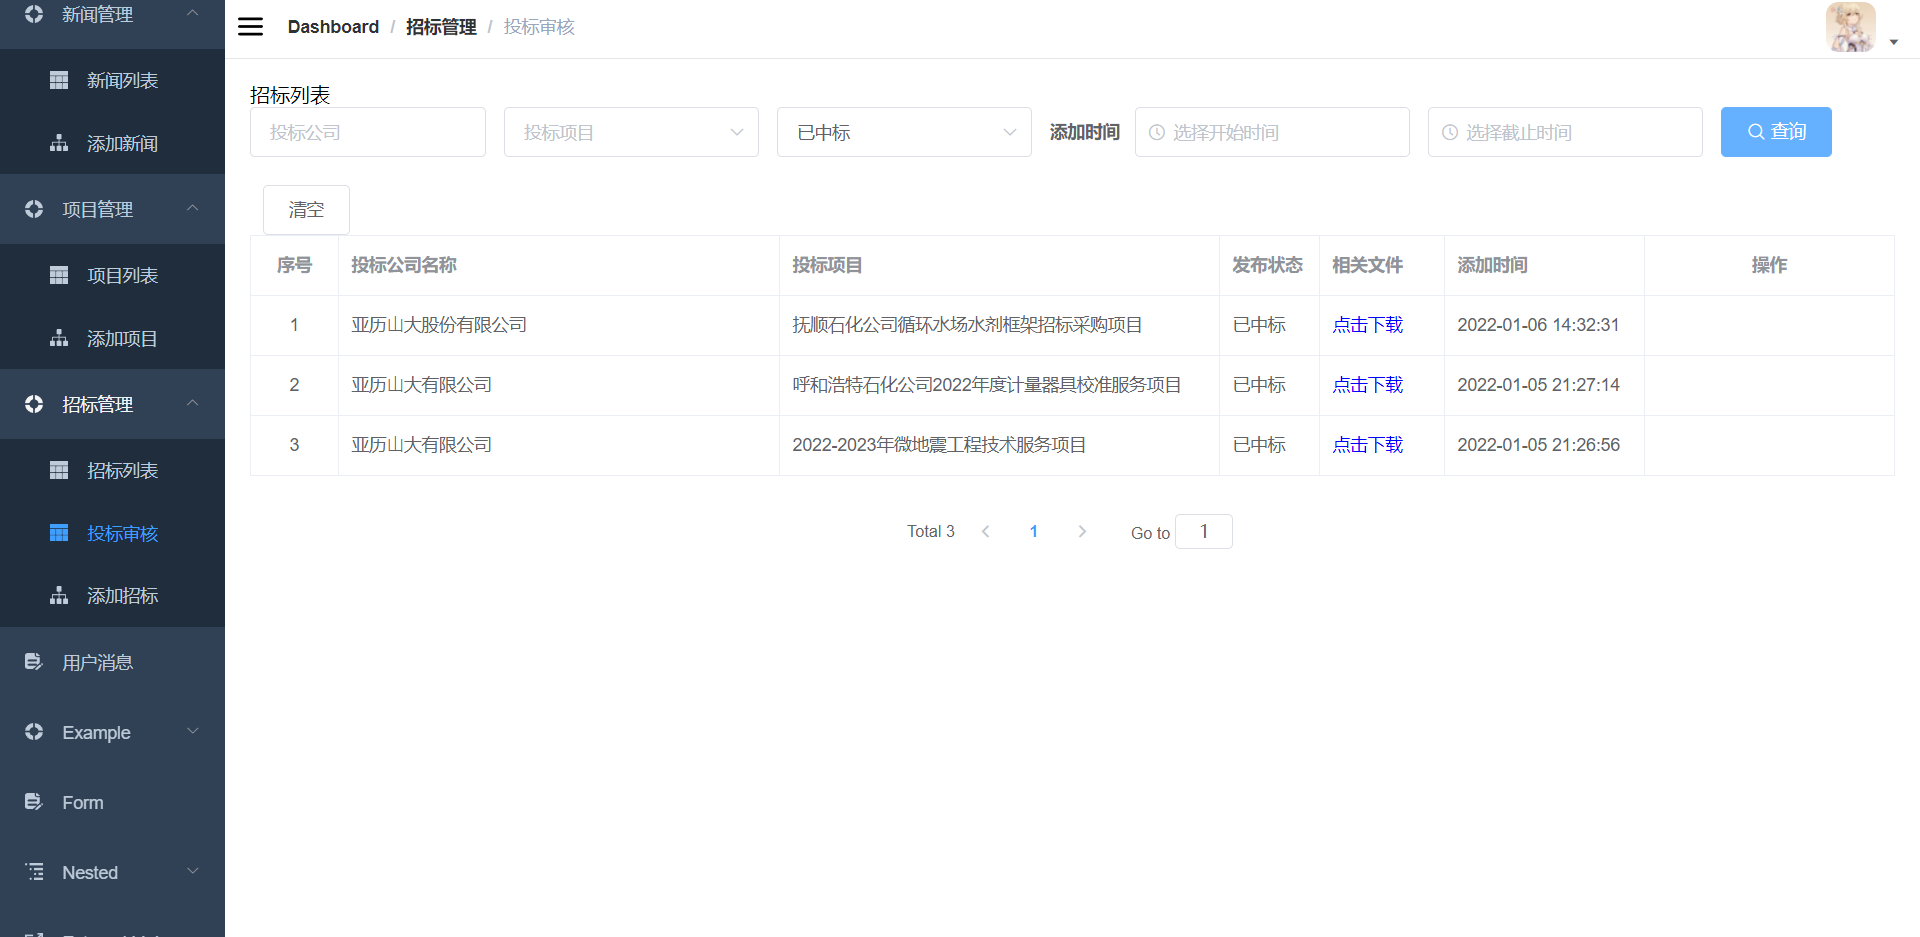 新闻管理
新闻列表
添加新闻
项目管理
项目列表
添加项目
招标管理
招标列表
投标审核
添加招标
用户消息
Example
Form
Nested
Dashboard / 招标管理 / 投标审核
招标列表
投标公司 投标项目 已中标 添加时间 选择开始时间 选择截止时间 查询
清空
序号 投标公司名称 投标项目 发布状态 相关文件 添加时间 操作
1 亚历山大股份有限公司 抚顺石化公司循环水场水剂框架招标采购项目 已中标 点击下载 2022-01-06 14:32:31
2 亚历山大有限公司 呼和浩特石化公司2022年度计量器具校准服务项目 已中标 点击下载 2022-01-05 21:27:14
3 亚历山大有限公司 2022-2023年微地震工程技术服务项目 已中标 点击下载 2022-01-05 21:26:56
Total 3 1 Go to 1